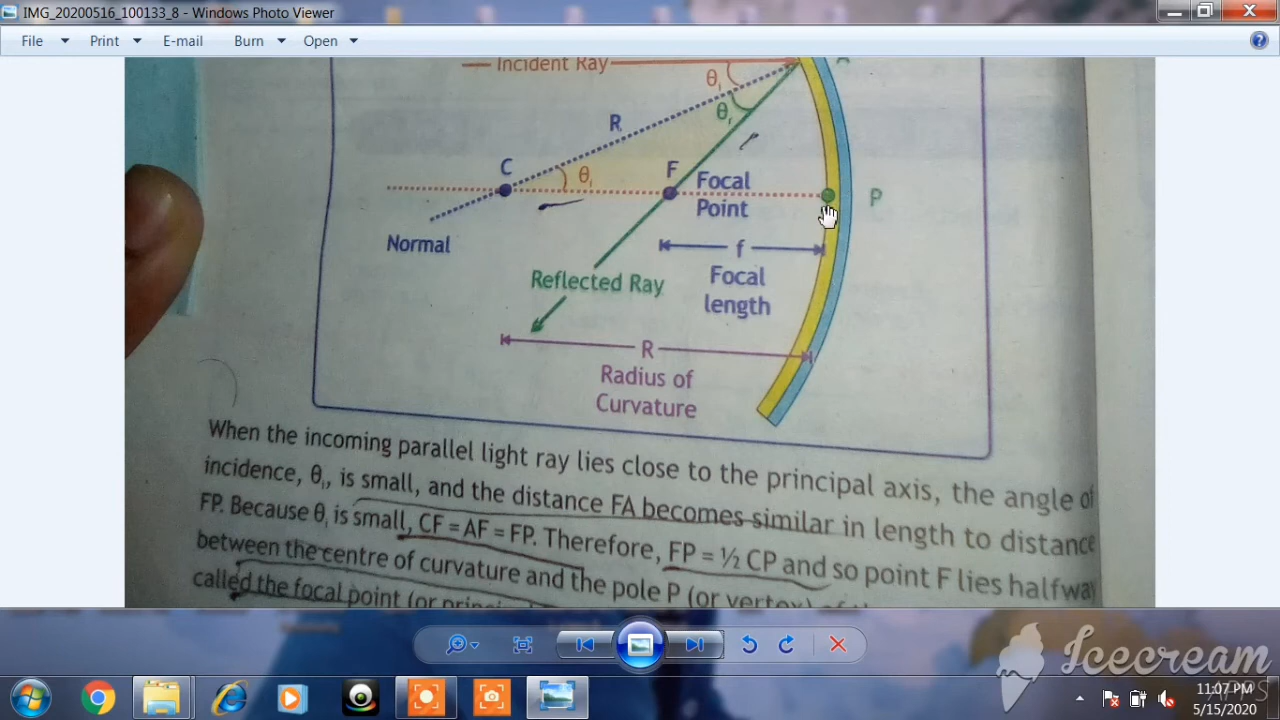 IMG_20200516_100133_8 - Windows Photo Viewer
File Print E-mail Burn Open
Incident Ray
θi
A
R
θr
C
θi
F
Focal
Point
P
Normal
f
Focal
length
Reflected Ray
R
Radius of
Curvature
When the incoming parallel light ray lies close to the principal axis, the angle of
incidence, θi, is small, and the distance FA becomes similar in length to distance
FP. Because θi is small, CF = AF = FP. Therefore, FP = ½ CP and so point F lies halfway
between the centre of curvature and the pole P (or vertex)
called the focal point (or
Icecream
APPS
11:07 PM
5/15/2020